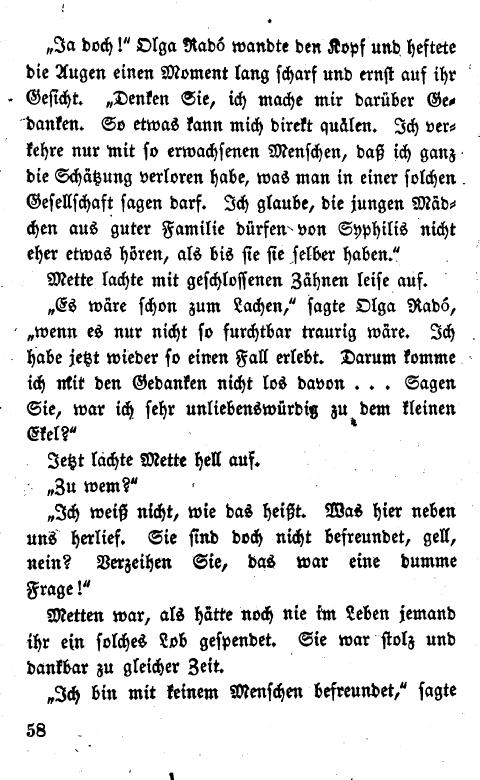 „Ja doch!“ Olga Radó wandte den Kopf und heftete
die Augen einen Moment lang scharf und ernst auf ihr
Gesicht. „Denken Sie, ich mache mir darüber Ge-
danken. So etwas kann mich direkt quälen. Ich ver-
kehre nur mit so erwachsenen Menschen, daß ich ganz
die Schätzung verloren habe, was man in einer solchen
Gesellschaft sagen darf. Ich glaube, die jungen Mäd-
chen aus guter Familie dürfen von Syphilis nicht
eher etwas hören, als bis sie sie selber haben.“
Mette lachte mit geschlossenen Zähnen leise auf.
„Es wäre schon zum Lachen,“ sagte Olga Radó,
„wenn es nur nicht so furchtbar traurig wäre. Ich
habe jetzt wieder so einen Fall erlebt. Darum komme
ich mit den Gedanken nicht los davon . . . Sagen
Sie, war ich sehr unliebenswürdig zu dem kleinen
Ekel?“
Jetzt lachte Mette hell auf.
„Zu wem?“
„Ich weiß nicht, wie das heißt. Was hier neben
uns herlief. Sie sind doch nicht befreundet, gell,
nein? Verzeihen Sie, das war eine dumme
Frage!“
Metten war, als hätte noch nie im Leben jemand
ihr ein solches Lob gespendet. Sie war stolz und
dankbar zu gleicher Zeit.
„Ich bin mit keinem Menschen befreundet,“ sagte
58